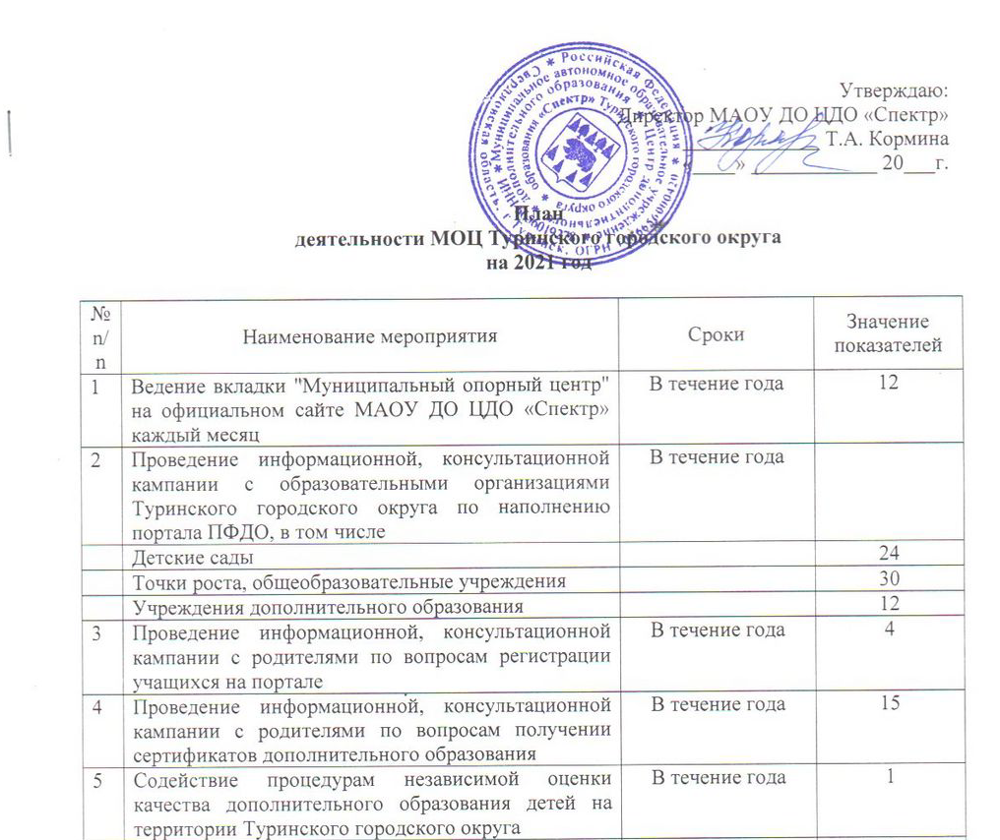 Утверждаю:
Директор МАОУ ДО ЦДО «Спектр»
______________ Т.А. Кормина
«____» ____________ 20___г.
План
деятельности МОЦ Туринского городского округа
на 2021 год
№ Наименование мероприятия Сроки Значение
п/ показателей
п
1 Ведение вкладки "Муниципальный опорный центр" В течение года 12
на официальном сайте МАОУ ДО ЦДО «Спектр»
каждый месяц
2 Проведение информационной, консультационной В течение года
кампании с образовательными организациями
Туринского городского округа по наполнению
портала ПФДО, в том числе
Детские сады 24
Точки роста, общеобразовательные учреждения 30
Учреждения дополнительного образования 12
3 Проведение информационной, консультационной В течение года 4
кампании с родителями по вопросам регистрации
учащихся на портале
4 Проведение информационной, консультационной В течение года 15
кампании с родителями по вопросам получении
сертификатов дополнительного образования
5 Содействие процедурам независимой оценки В течение года 1
качества дополнительного образования детей на
территории Туринского городского округа
Российская Федерация * Свердловская область, г. Туринск, ОГРН
* Муниципальное автономное образовательное учреждение
дополнительного образования * Центр дополнительного
образования «Спектр» Туринского городского округа *